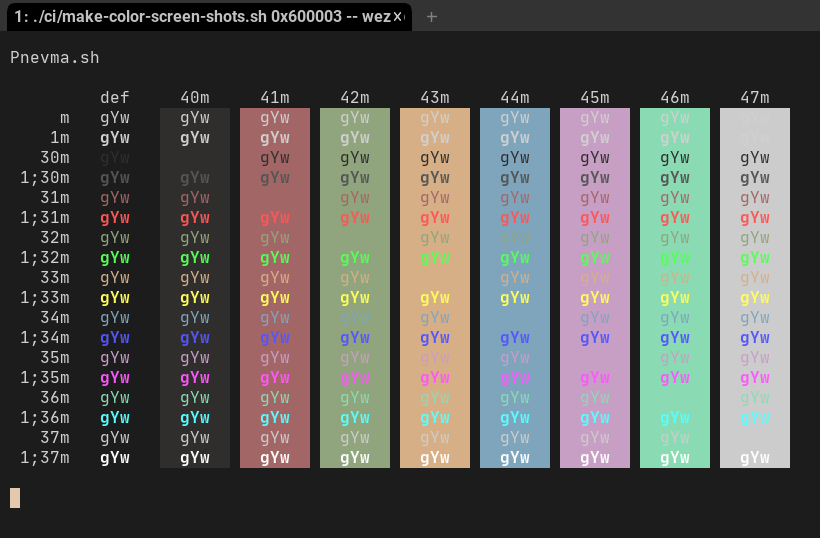 1: ./ci/make-color-screen-shots.sh 0x600003 -- wez × +
Pnevma.sh
def 40m 41m 42m 43m 44m 45m 46m 47m
m gYw gYw gYw gYw gYw gYw gYw gYw gYw
1m gYw gYw gYw gYw gYw gYw gYw gYw
30m gYw gYw gYw gYw gYw gYw gYw gYw
1;30m gYw gYw gYw gYw gYw gYw gYw gYw gYw
31m gYw gYw gYw gYw gYw gYw gYw gYw
1;31m gYw gYw gYw gYw gYw gYw gYw gYw gYw
32m gYw gYw gYw gYw gYw gYw gYw gYw
1;32m gYw gYw gYw gYw gYw gYw gYw gYw gYw
33m gYw gYw gYw gYw gYw gYw gYw gYw
1;33m gYw gYw gYw gYw gYw gYw gYw gYw gYw
34m gYw gYw gYw gYw gYw gYw gYw gYw
1;34m gYw gYw gYw gYw gYw gYw gYw gYw gYw
35m gYw gYw gYw gYw gYw gYw gYw gYw
1;35m gYw gYw gYw gYw gYw gYw gYw gYw gYw
36m gYw gYw gYw gYw gYw gYw gYw gYw
1;36m gYw gYw gYw gYw gYw gYw gYw gYw gYw
37m gYw gYw gYw gYw gYw gYw gYw gYw
1;37m gYw gYw gYw gYw gYw gYw gYw gYw gYw